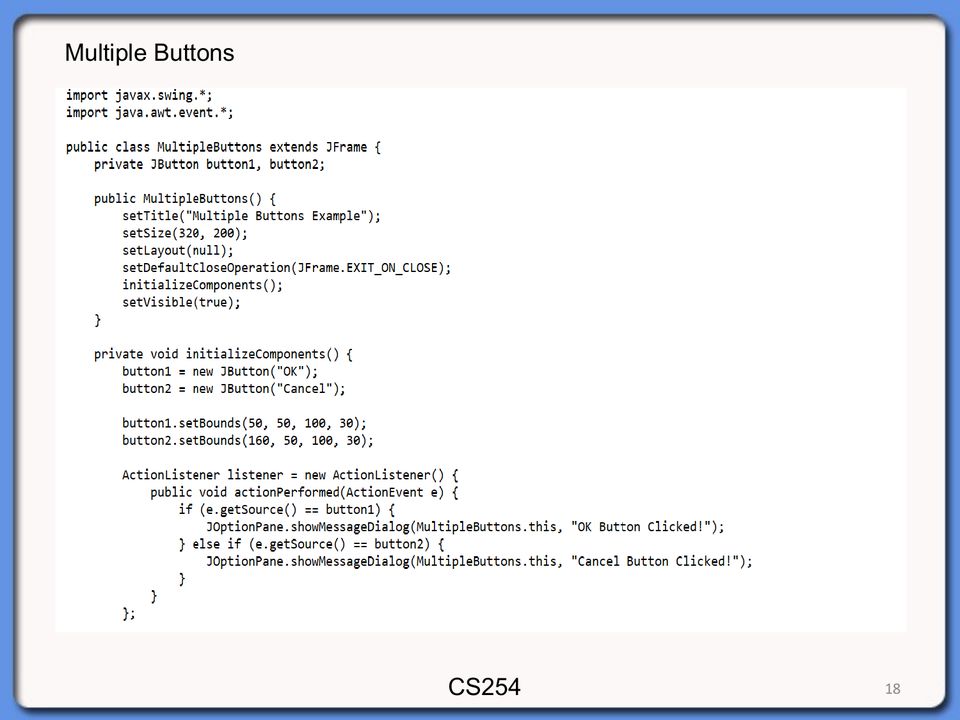 Multiple Buttons
import javax.swing.*;
import java.awt.event.*;
public class MultipleButtons extends JFrame {
    private JButton button1, button2;
    public MultipleButtons() {
        setTitle("Multiple Buttons Example");
        setSize(320, 200);
        setLayout(null);
        setDefaultCloseOperation(JFrame.EXIT_ON_CLOSE);
        initializeComponents();
        setVisible(true);
    }
    private void initializeComponents() {
        button1 = new JButton("OK");
        button2 = new JButton("Cancel");
        button1.setBounds(50, 50, 100, 30);
        button2.setBounds(160, 50, 100, 30);
        ActionListener listener = new ActionListener() {
            public void actionPerformed(ActionEvent e) {
                if (e.getSource() == button1) {
                    JOptionPane.showMessageDialog(MultipleButtons.this, "OK Button Clicked!");
                } else if (e.getSource() == button2) {
                    JOptionPane.showMessageDialog(MultipleButtons.this, "Cancel Button Clicked!");
                }
            }
        };
CS254
18